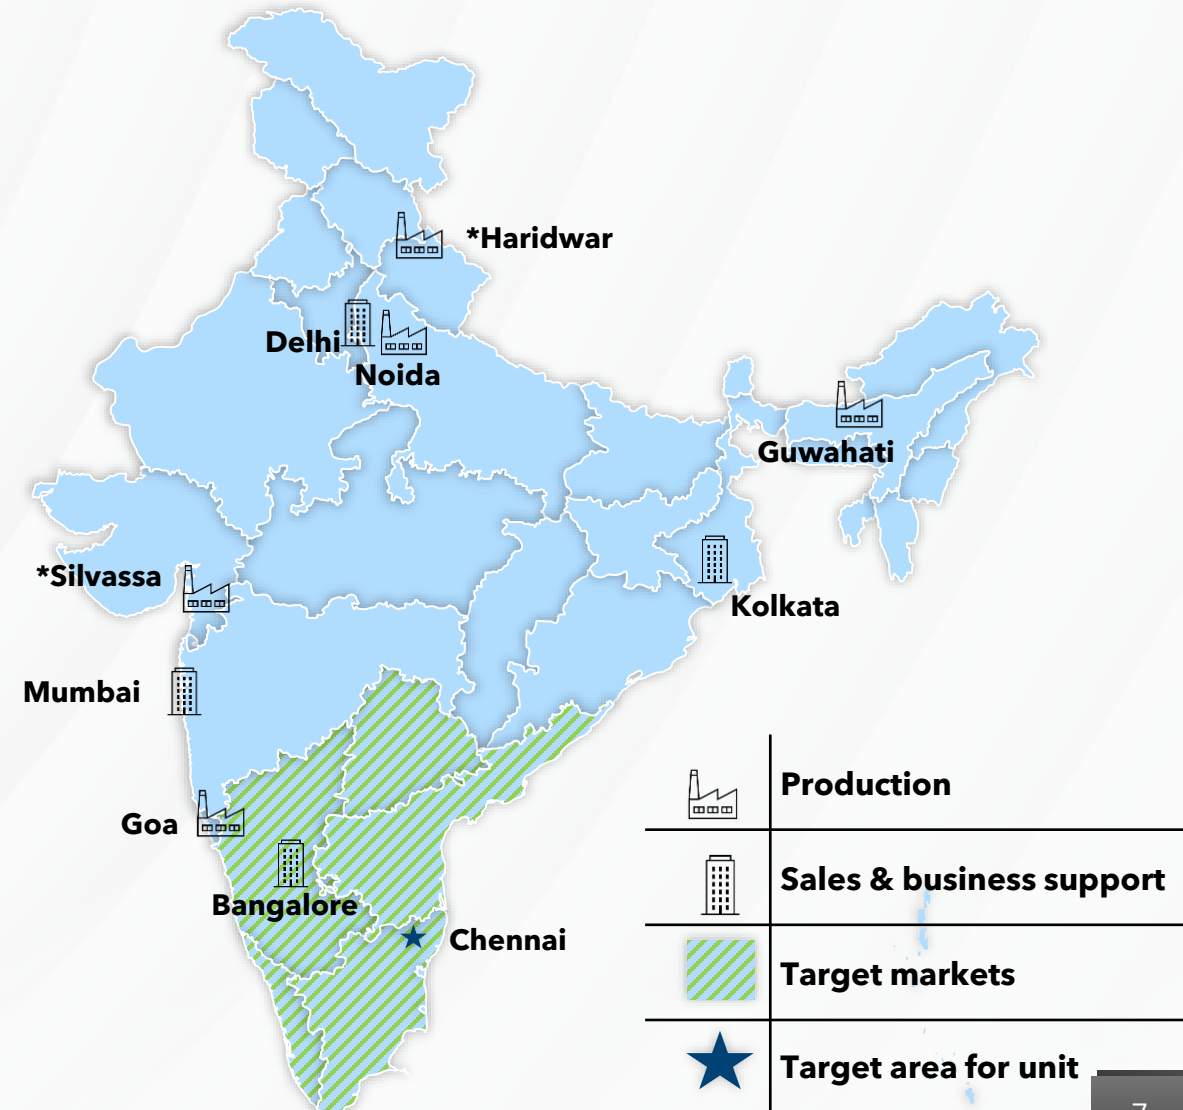 *Haridwar
Delhi
Noida
Guwahati
*Silvassa
Kolkata
Mumbai
Goa
Bangalore
Chennai
Production
Sales & business support
Target markets
Target area for unit
7